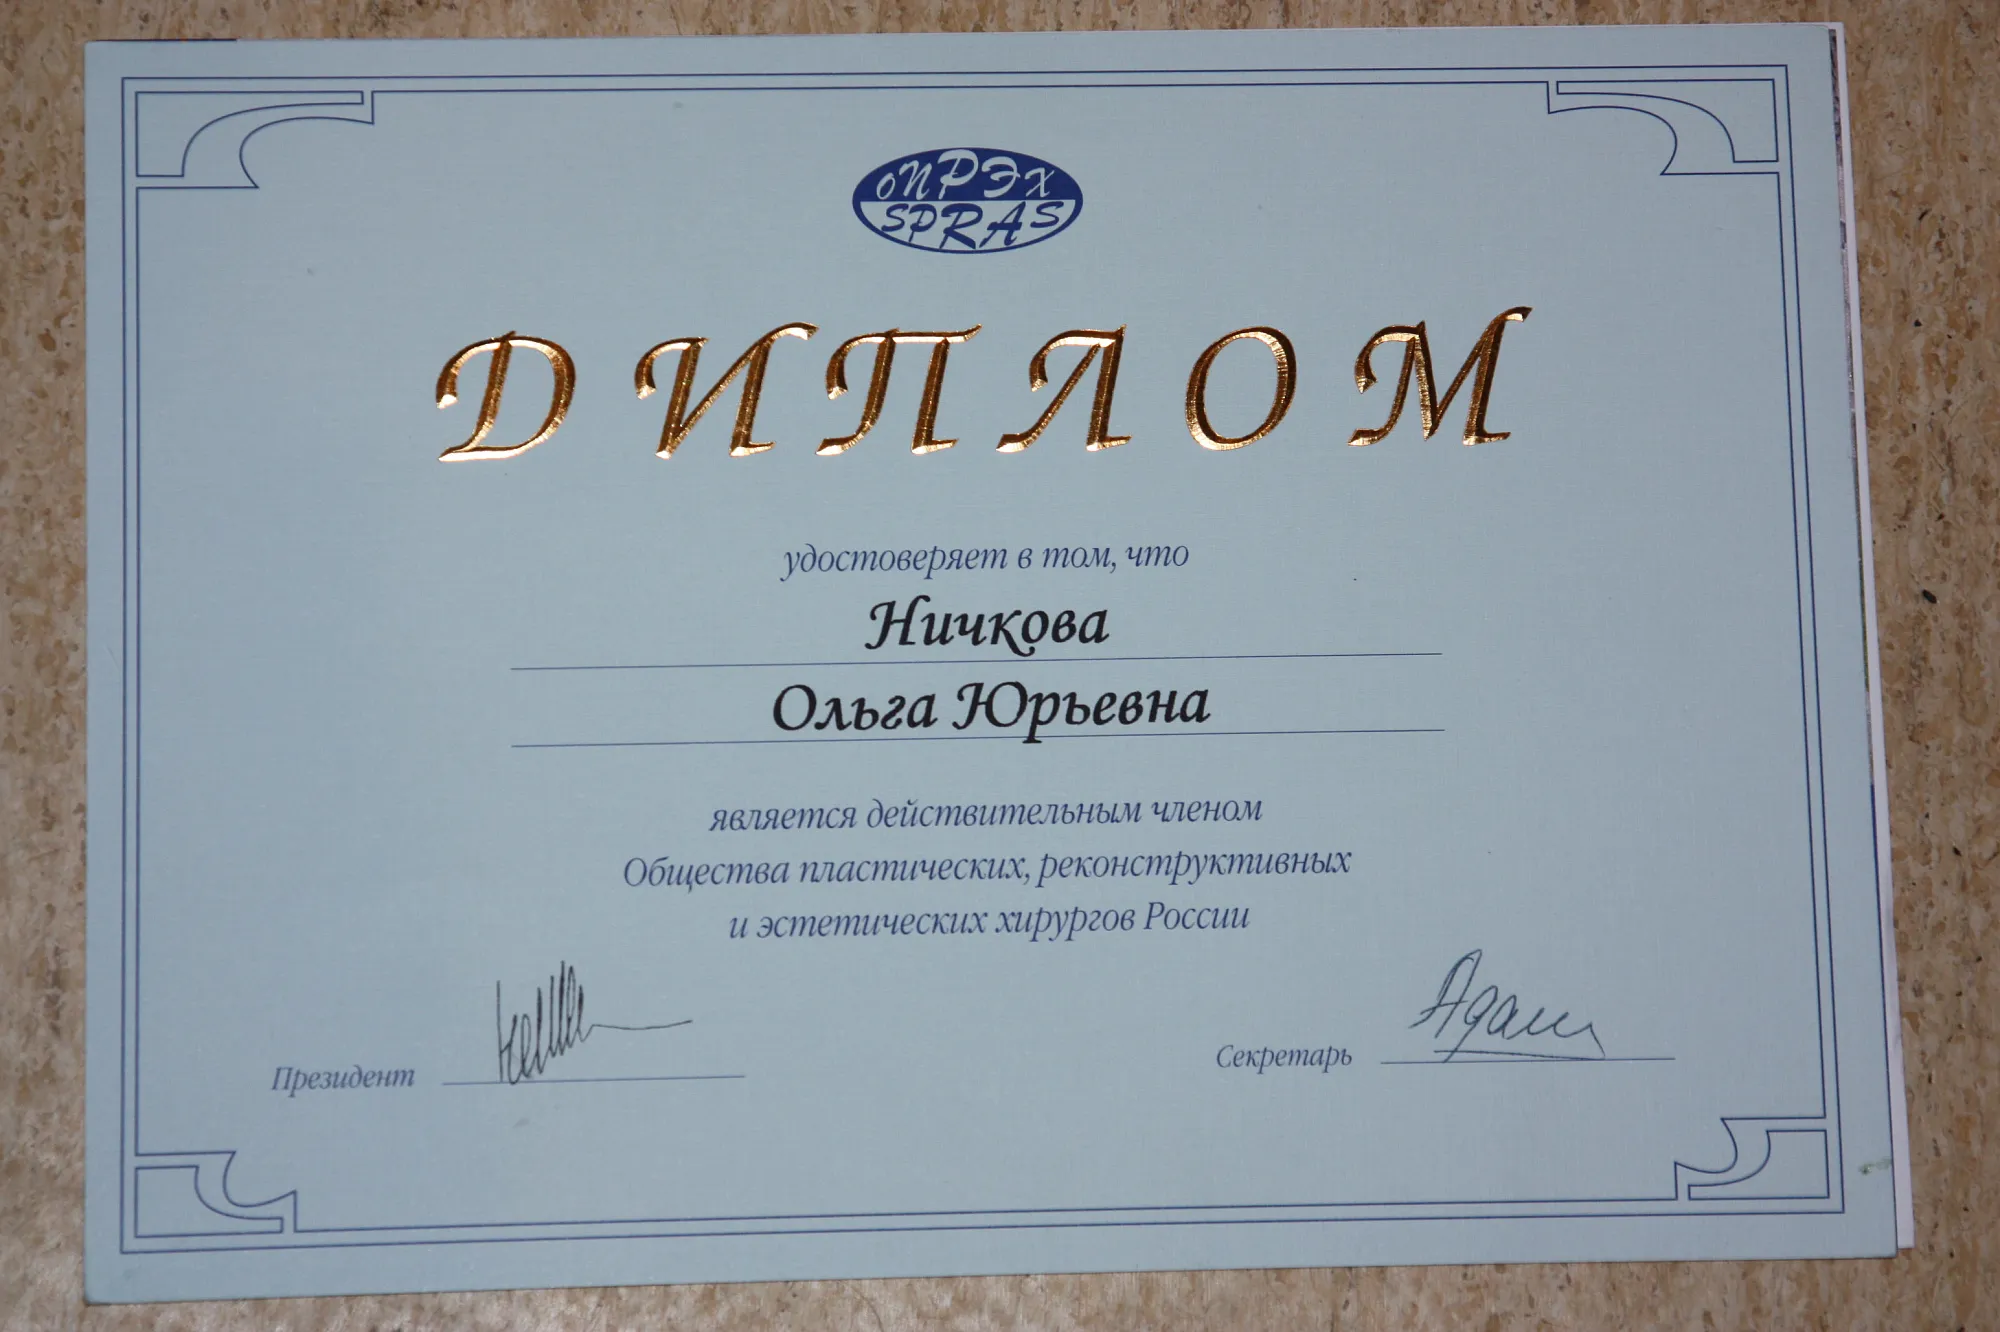 ОПРЭХ
SPRAS
ДИПЛОМ
удостоверяет в том, что
Ничкова
Ольга Юрьевна
является действительным членом
Общества пластических, реконструктивных
и эстетических хирургов России
Президент
Секретарь